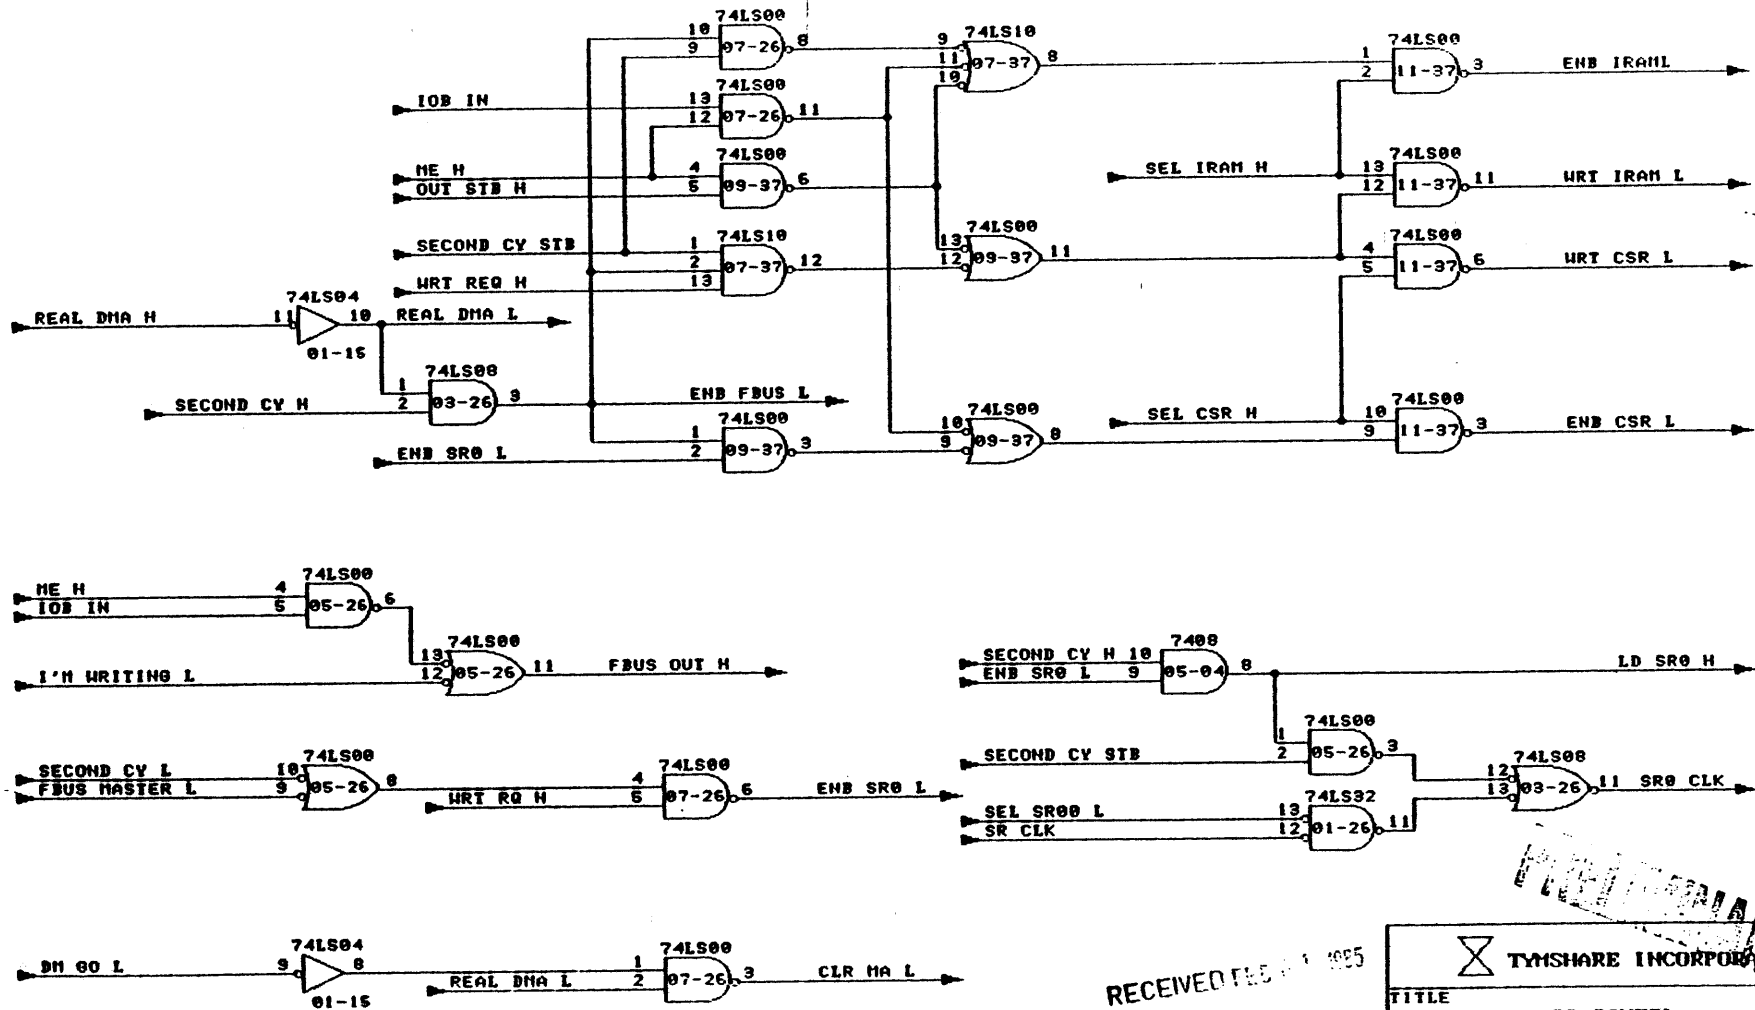 74LS00
10
9
07-26
8
74LS10
9
11
10
07-37
8
74LS00
1
2
11-37
3
ENB IRAML
IOB IN
74LS00
13
12
07-26
11
ME H
OUT STB H
74LS00
4
5
09-37
6
SEL IRAM H
74LS00
13
12
11-37
11
WRT IRAM L
SECOND CY STB
WRT REQ H
74LS10
1
2
13
07-37
12
74LS00
13
12
09-37
11
74LS00
4
5
11-37
6
WRT CSR L
REAL DMA H
74LS04
11
10
01-15
REAL DMA L
SECOND CY H
74LS08
1
2
03-26
3
ENB FBUS L
ENB SR0 L
74LS00
1
2
09-37
3
74LS00
10
9
09-37
8
SEL CSR H
74LS00
10
9
11-37
3
ENB CSR L
ME H
IOB IN
74LS00
4
5
05-26
6
I'M WRITING L
74LS00
13
12
05-26
11
FBUS OUT H
SECOND CY H 10
ENB SR0 L 9
7408
05-04
8
LD SR0 H
SECOND CY STB
74LS00
1
2
05-26
3
74LS08
12
13
03-26
11
SR0 CLK
SEL SR00 L
SR CLK
74LS32
13
12
01-26
11
SECOND CY L
FBUS MASTER L
74LS00
10
9
05-26
8
WRT RQ H
74LS00
4
5
07-26
6
ENB SR0 L
DM GO L
74LS04
9
8
01-15
REAL DMA L
74LS00
1
2
07-26
3
CLR MA L
RECEIVED FEB 1985
TYMSHARE INCORPORA
TITLE